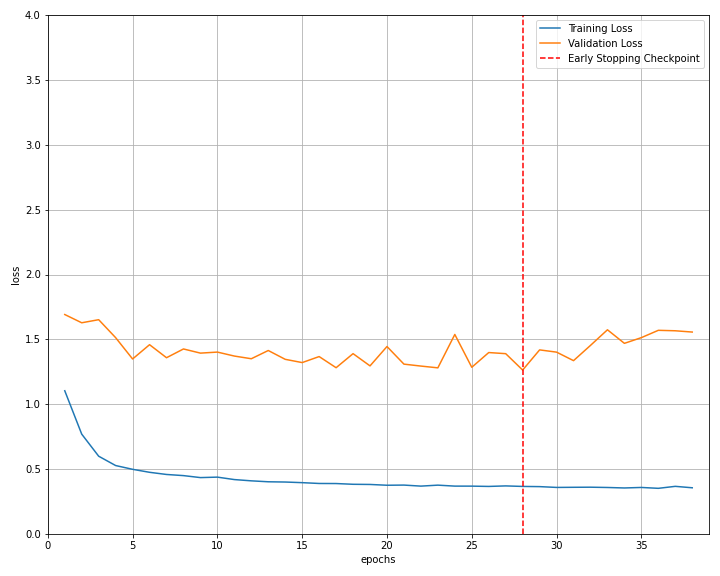 4.0
3.5
3.0
2.5
2.0
1.5
1.0
0.5
0.0
loss
0 5 10 15 20 25 30 35
epochs
Training Loss
Validation Loss
Early Stopping Checkpoint